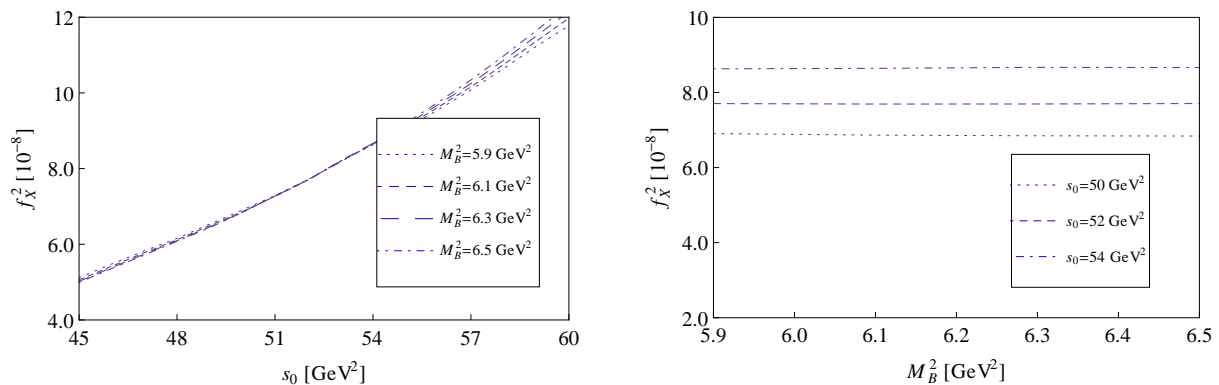 12
10
8.0
6.0
4.0
f_X^2 [10^-8]
M_B^2=5.9 GeV^2
M_B^2=6.1 GeV^2
M_B^2=6.3 GeV^2
M_B^2=6.5 GeV^2
45 48 51 54 57 60
s_0 [GeV^2]
10
8.0
6.0
4.0
2.0
f_X^2 [10^-8]
s_0=50 GeV^2
s_0=52 GeV^2
s_0=54 GeV^2
5.9 6.0 6.1 6.2 6.3 6.4 6.5
M_B^2 [GeV^2]